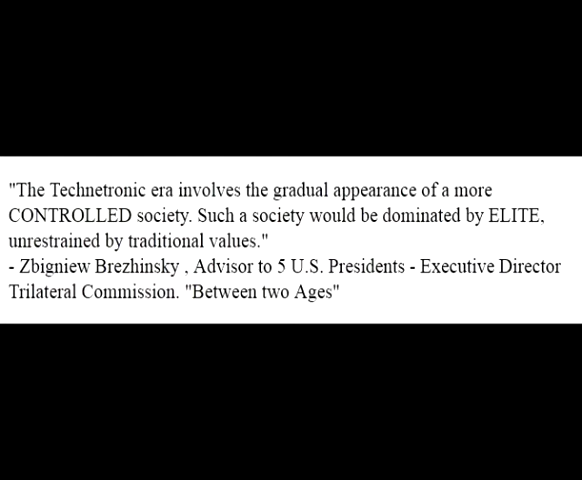 "The Technetronic era involves the gradual appearance of a more
CONTROLLED society. Such a society would be dominated by ELITE,
unrestrained by traditional values."
- Zbigniew Brezhinsky , Advisor to 5 U.S. Presidents - Executive Director
Trilateral Commission. "Between two Ages"